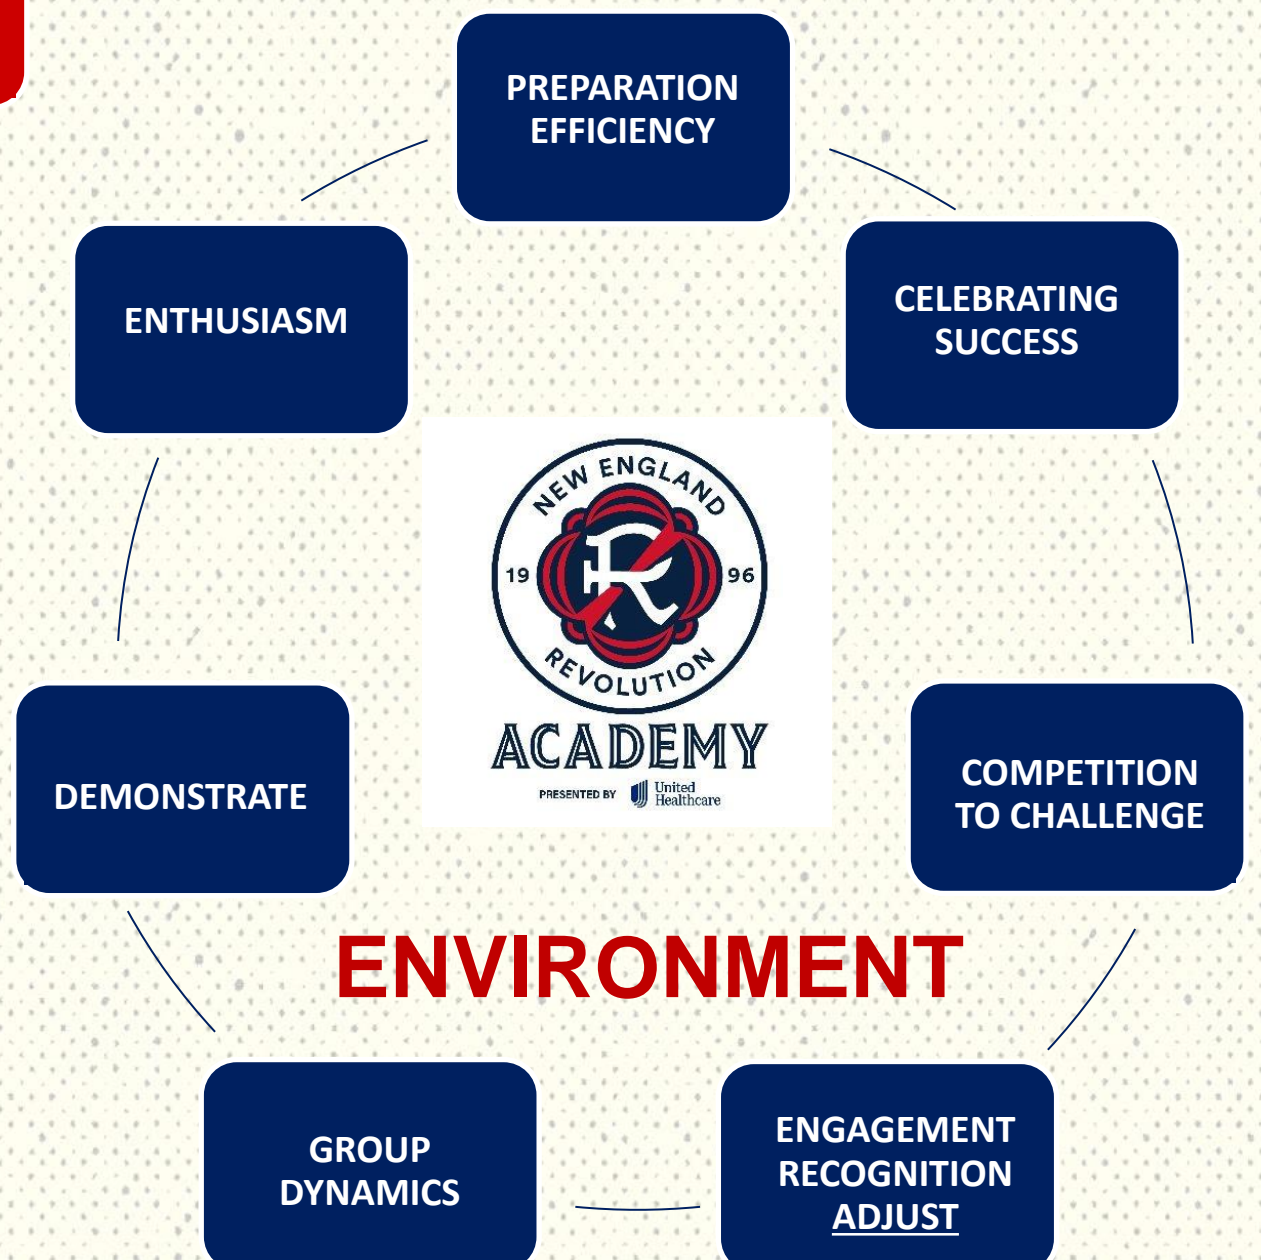 PREPARATION
EFFICIENCY
CELEBRATING
SUCCESS
ENTHUSIASM
NEW ENGLAND
19 96
REVOLUTION
ACADEMY
PRESENTED BY United
Healthcare
COMPETITION
TO CHALLENGE
DEMONSTRATE
ENVIRONMENT
ENGAGEMENT
RECOGNITION
ADJUST
GROUP
DYNAMICS